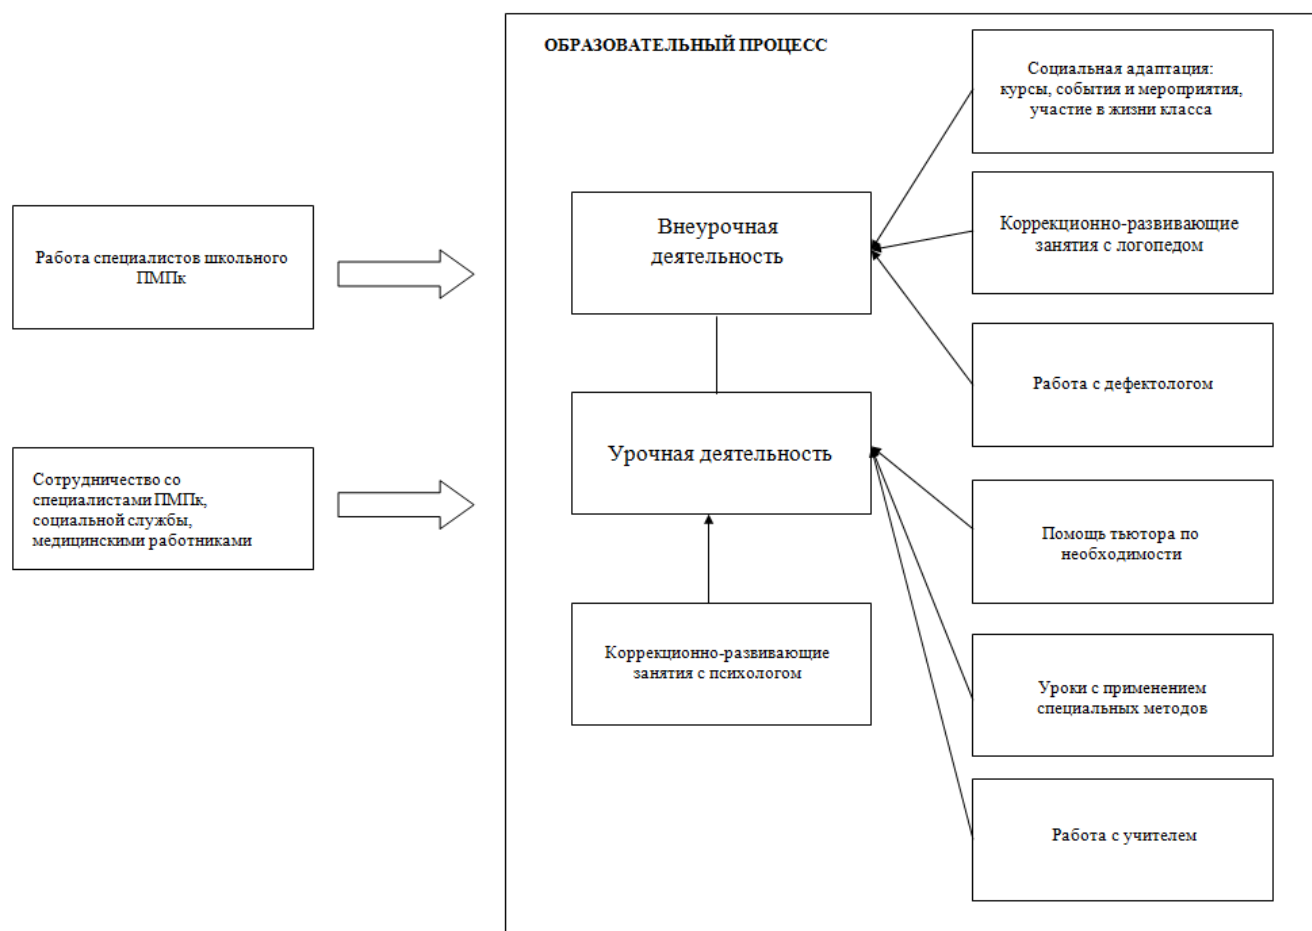 ОБРАЗОВАТЕЛЬНЫЙ ПРОЦЕСС
Социальная адаптация:
курсы, события и мероприятия,
участие в жизни класса
Внеурочная
деятельность
Коррекционно-развивающие
занятия с логопедом
Работа специалистов школьного
ПМПк
Работа с дефектологом
Урочная деятельность
Сотрудничество со
специалистами ПМПк,
социальной службы,
медицинскими работниками
Помощь тьютора по
необходимости
Коррекционно-развивающие
занятия с психологом
Уроки с применением
специальных методов
Работа с учителем